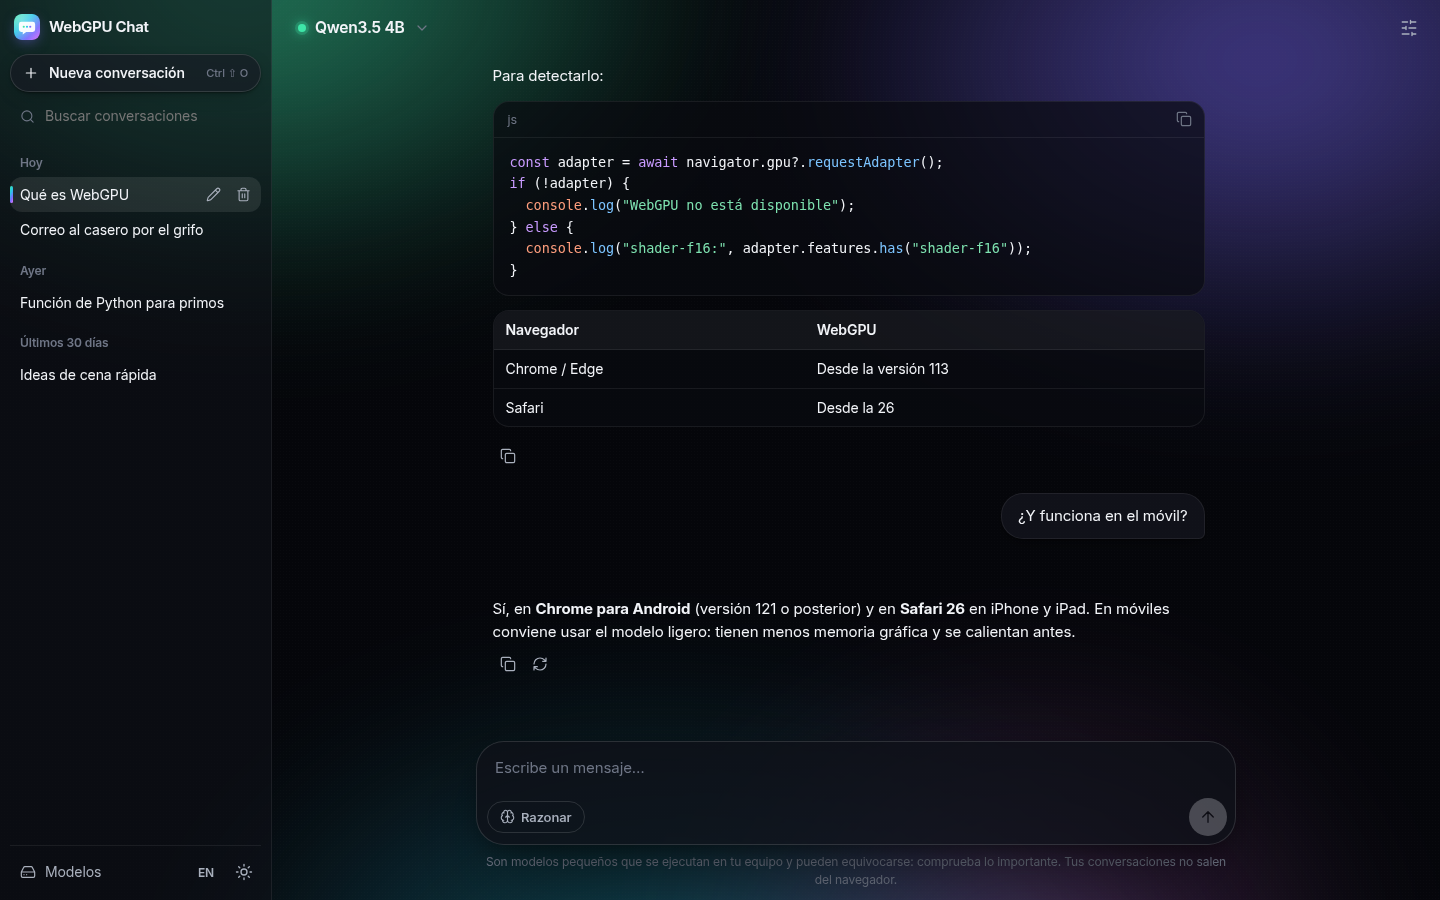 WebGPU Chat
Nueva conversación Ctrl ⇧ O
Buscar conversaciones
Hoy
Qué es WebGPU
Correo al casero por el grifo
Ayer
Función de Python para primos
Últimos 30 días
Ideas de cena rápida
Modelos EN
Qwen3.5 4B
Para detectarlo:
js
const adapter = await navigator.gpu?.requestAdapter();
if (!adapter) {
  console.log("WebGPU no está disponible");
} else {
  console.log("shader-f16:", adapter.features.has("shader-f16"));
}
Navegador WebGPU
Chrome / Edge Desde la versión 113
Safari Desde la 26
¿Y funciona en el móvil?
Sí, en Chrome para Android (versión 121 o posterior) y en Safari 26 en iPhone y iPad. En móviles
conviene usar el modelo ligero: tienen menos memoria gráfica y se calientan antes.
Escribe un mensaje...
Razonar
Son modelos pequeños que se ejecutan en tu equipo y pueden equivocarse: comprueba lo importante. Tus conversaciones no salen
del navegador.